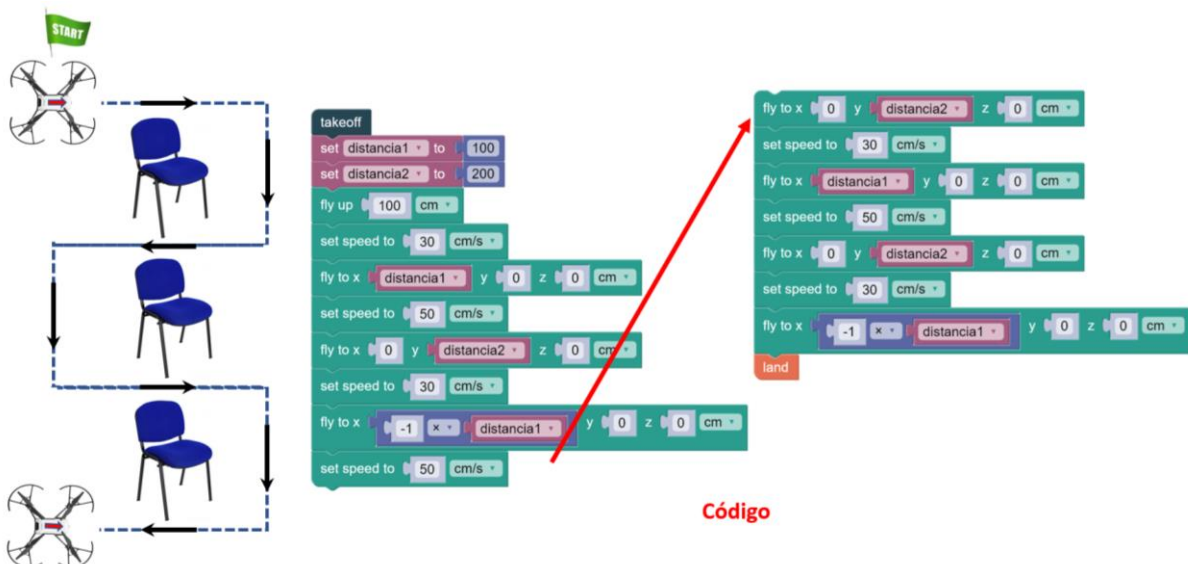 START
takeoff
set distancia1 to 100
set distancia2 to 200
fly up 100 cm
set speed to 30 cm/s
fly to x distancia1 y 0 z 0 cm
set speed to 50 cm/s
fly to x 0 y distancia2 z 0 cm
set speed to 30 cm/s
fly to x -1 × distancia1 y 0 z 0 cm
set speed to 50 cm/s
fly to x 0 y distancia2 z 0 cm
set speed to 30 cm/s
fly to x distancia1 y 0 z 0 cm
set speed to 50 cm/s
fly to x 0 y distancia2 z 0 cm
set speed to 30 cm/s
fly to x -1 × distancia1 y 0 z 0 cm
land
Código